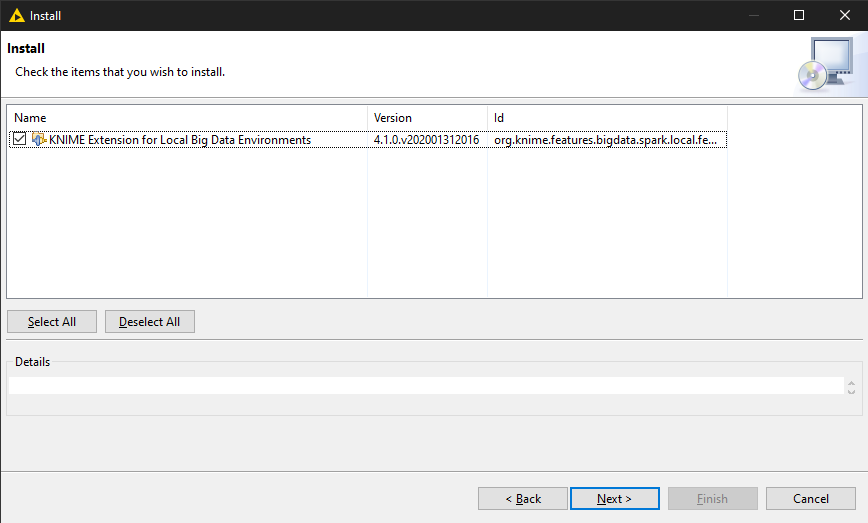 Install
Install
Check the items that you wish to install.
Name Version Id
KNIME Extension for Local Big Data Environments 4.1.0.v202001312016 org.knime.features.bigdata.spark.local.fe...
Select All Deselect All
Details
< Back Next > Finish Cancel